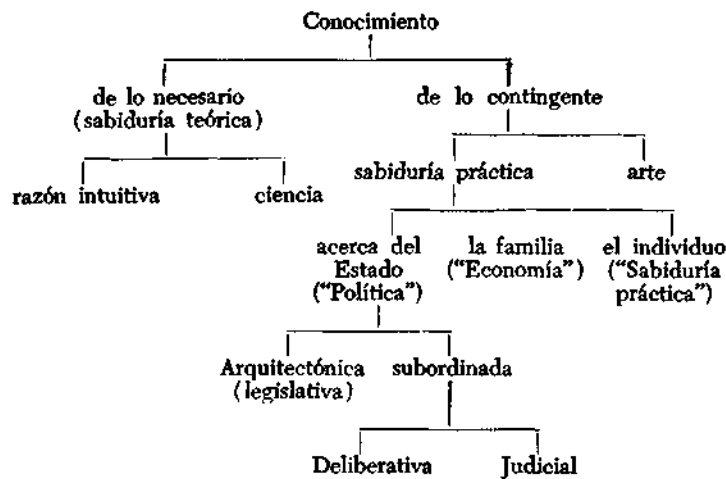 Conocimiento
de lo necesario
(sabiduría teórica)
de lo contingente
razón intuitiva
ciencia
sabiduría práctica
arte
acerca del
Estado
("Política")
la familia
("Economía")
el individuo
("Sabiduría
práctica")
Arquitectónica
(legislativa)
subordinada
Deliberativa
Judicial